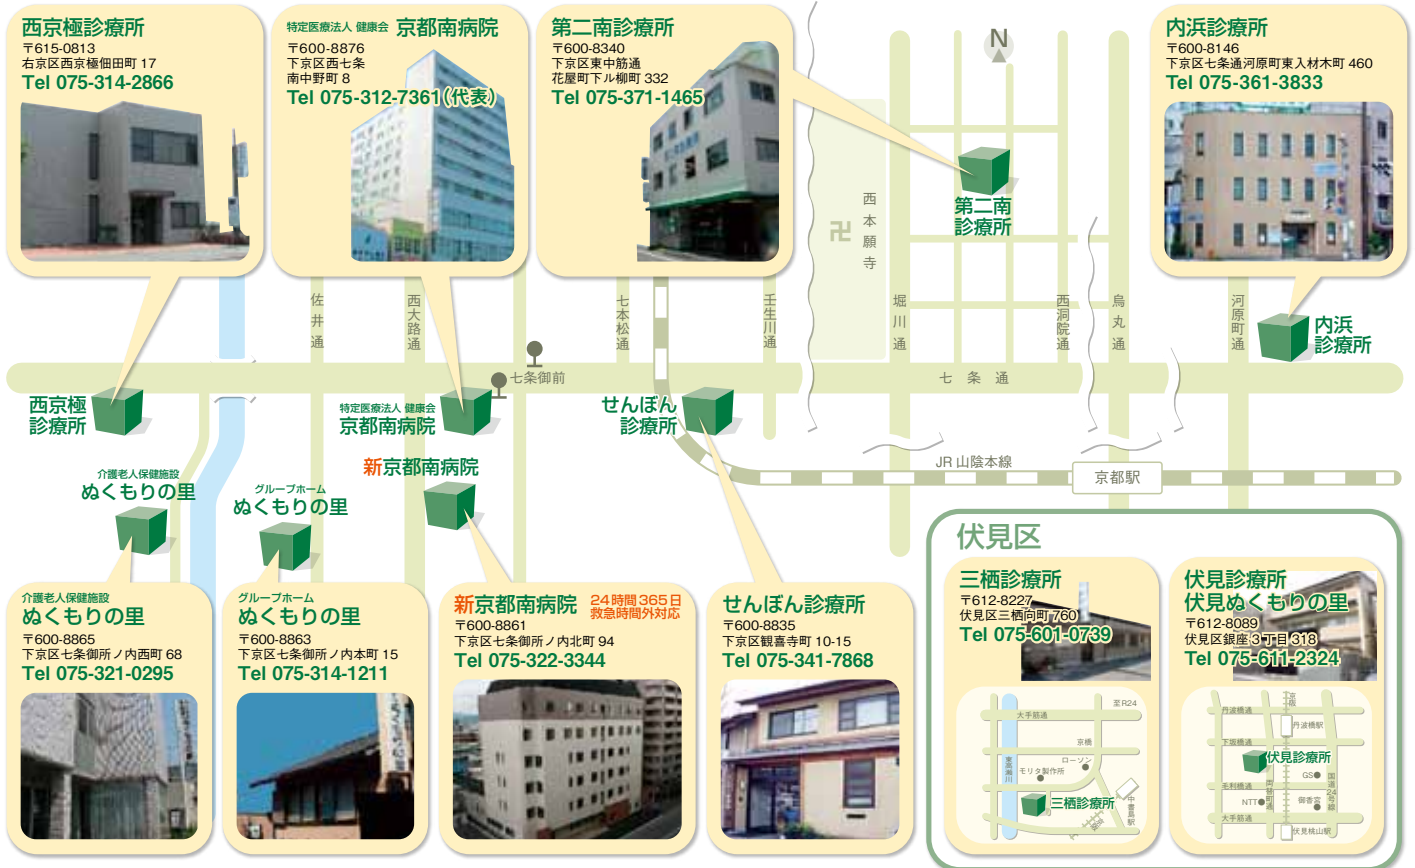 西京極診療所
〒615-0813
右京区西京極佃田町 17
Tel 075-314-2866
特定医療法人 健康会 京都南病院
〒600-8876
下京区西七条
南中野町 8
Tel 075-312-7361(代表)
第二南診療所
〒600-8340
下京区東中筋通
花屋町下ル柳町 332
Tel 075-371-1465
内浜診療所
〒600-8146
下京区七条通河原町東入材木町 460
Tel 075-361-3833
N
西本願寺
卍
第二南
診療所
佐井通
西大路通
七本松通
壬生川通
堀川通
西洞院通
烏丸通
河原町通
内浜
診療所
七条御前
七条通
西京極
診療所
特定医療法人 健康会
京都南病院
せんぼん
診療所
新京都南病院
JR 山陰本線
京都駅
介護老人保健施設
ぬくもりの里
グループホーム
ぬくもりの里
介護老人保健施設
ぬくもりの里
〒600-8865
下京区七条御所ノ内西町 68
Tel 075-321-0295
グループホーム
ぬくもりの里
〒600-8863
下京区七条御所ノ内本町 15
Tel 075-314-1211
新京都南病院
24時間365日
救急時間外対応
〒600-8861
下京区七条御所ノ内北町 94
Tel 075-322-3344
せんぼん診療所
〒600-8835
下京区観喜寺町 10-15
Tel 075-341-7868
伏見区
三栖診療所
〒612-8227
伏見区三栖向町 760
Tel 075-601-0739
至R24
大手筋通
京橋
ローソン
モリタ製作所
東高瀬川
三栖診療所
中書島駅
京阪
伏見診療所
伏見ぬくもりの里
〒612-8089
伏見区銀座 3 丁目 318
Tel 075-611-2324
京阪
丹波橋通
丹波橋駅
下坂橋通
伏見診療所
GS
毛利橋通
両替町通
国道24号線
NTT
御香宮
大手筋通
伏見桃山駅